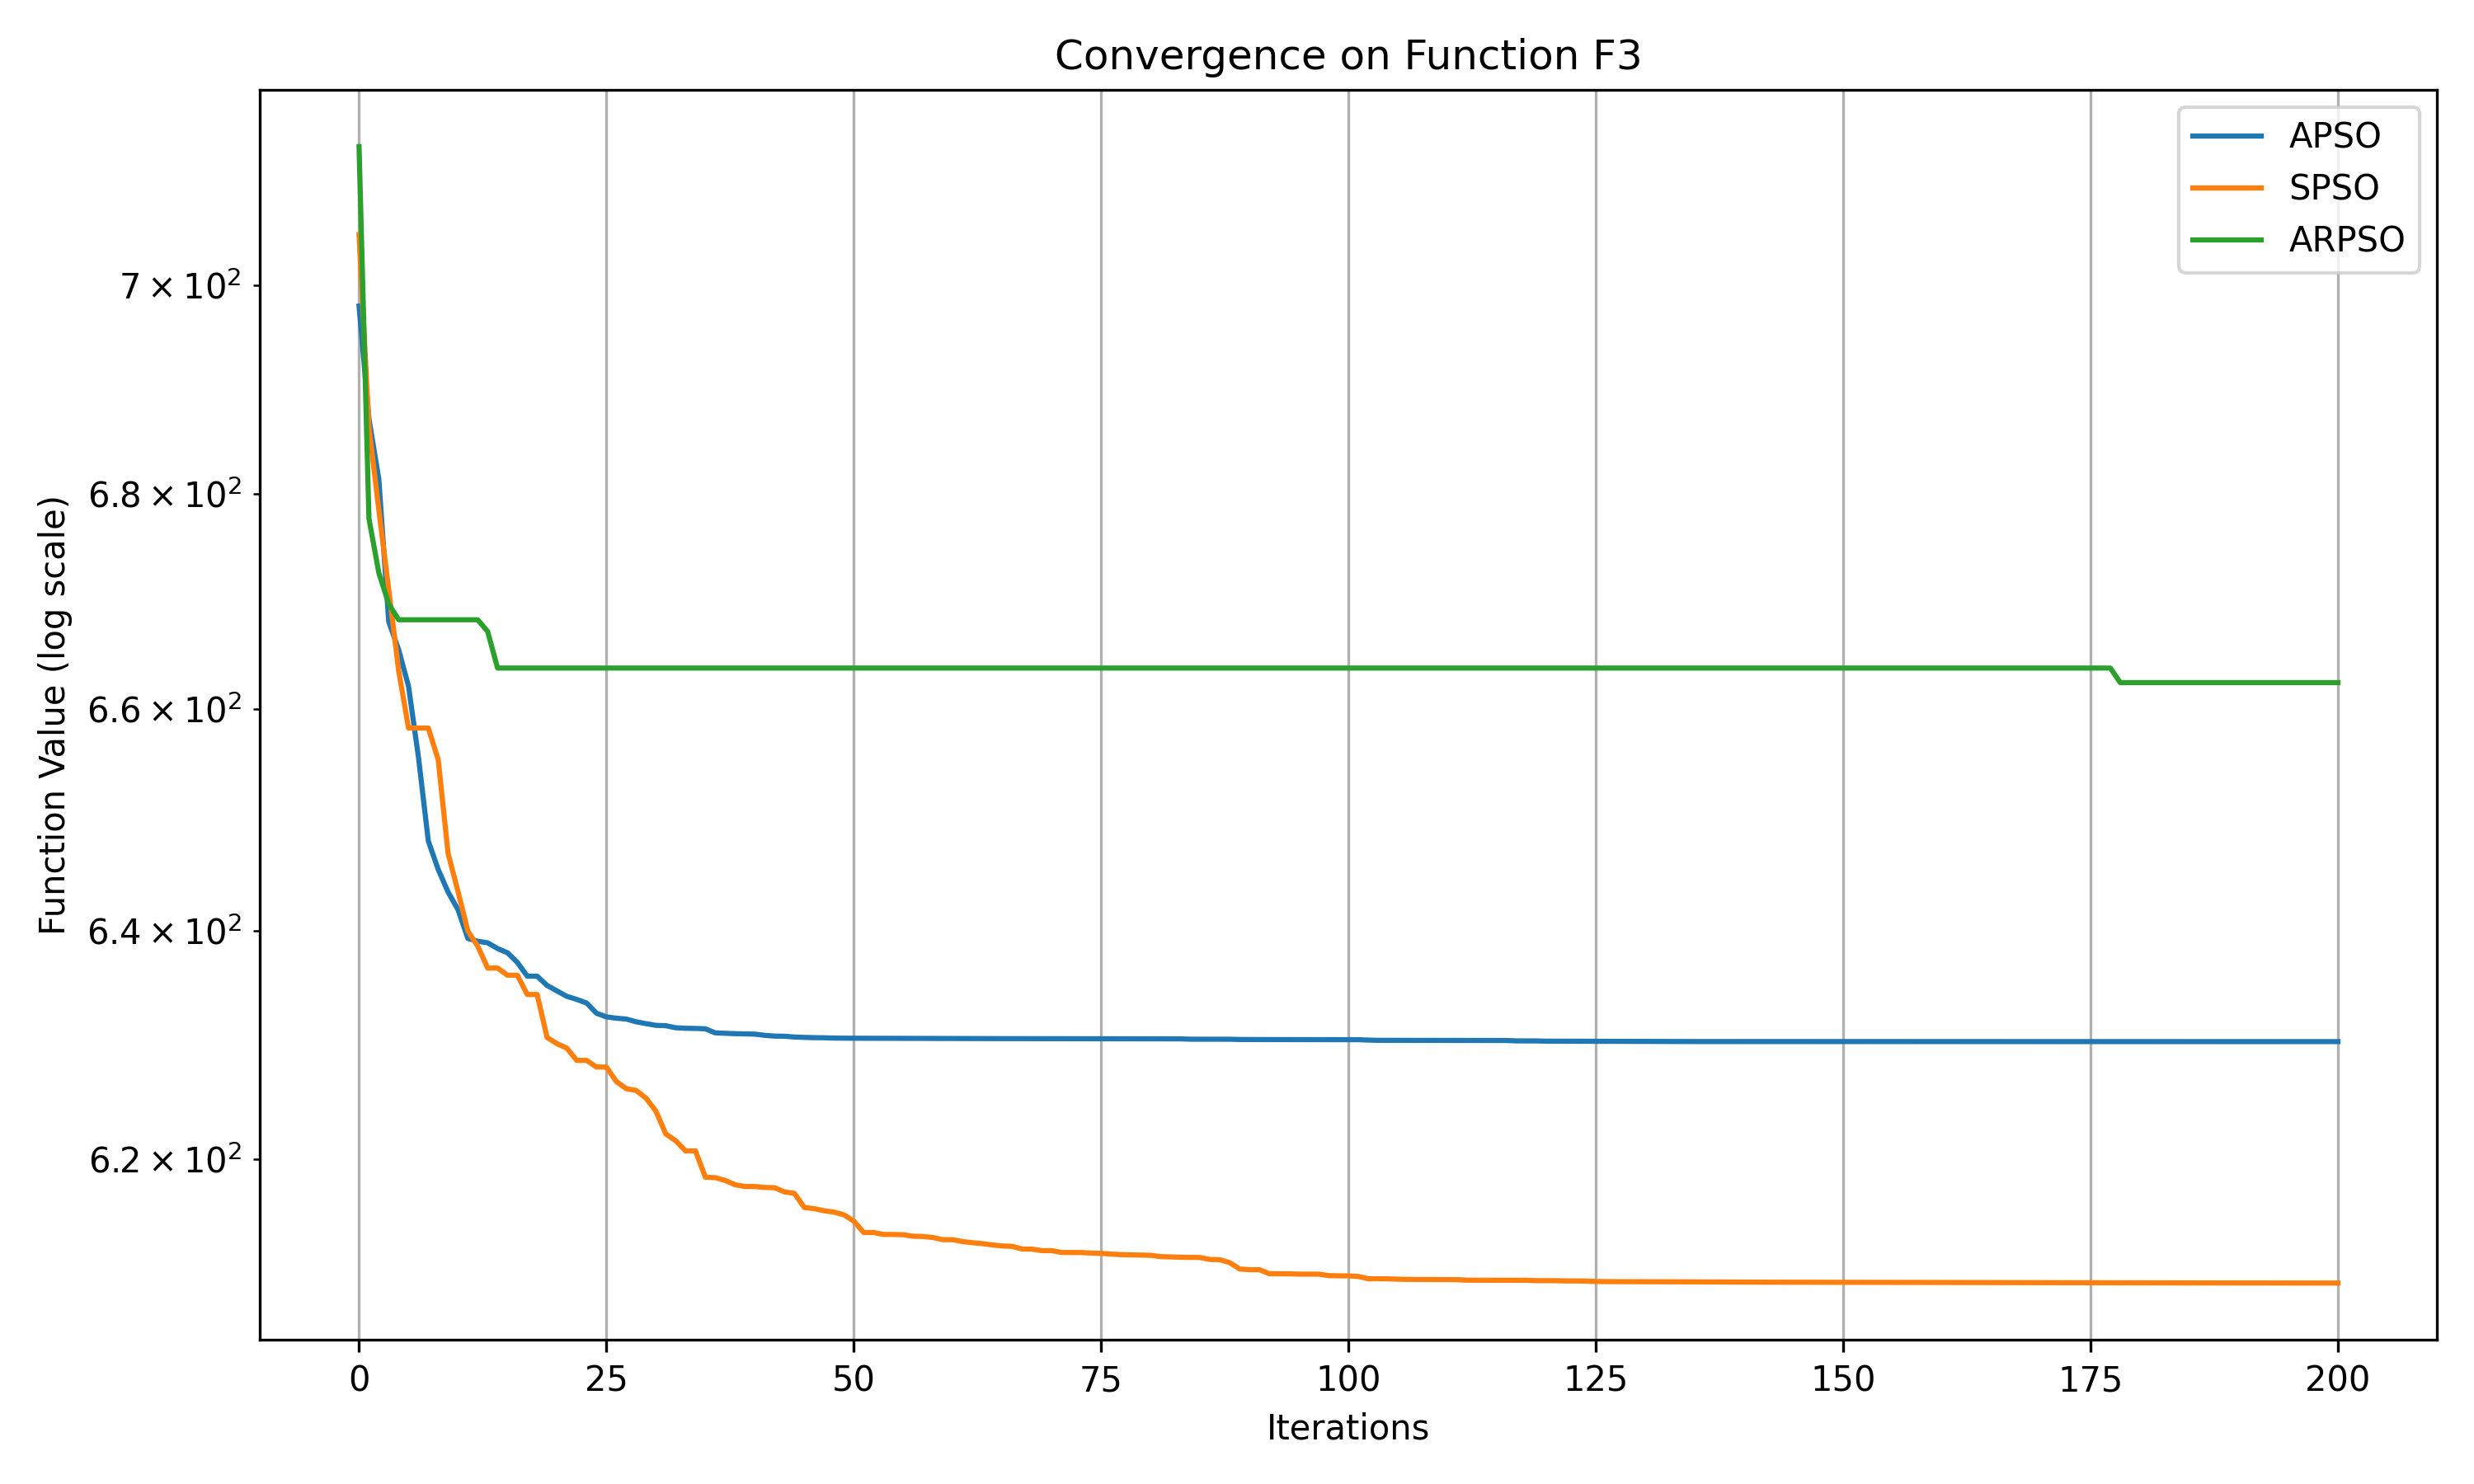 Convergence on Function F3
APSO
SPSO
ARPSO
Function Value (log scale)
7 × 10²
6.8 × 10²
6.6 × 10²
6.4 × 10²
6.2 × 10²
0 25 50 75 100 125 150 175 200
Iterations